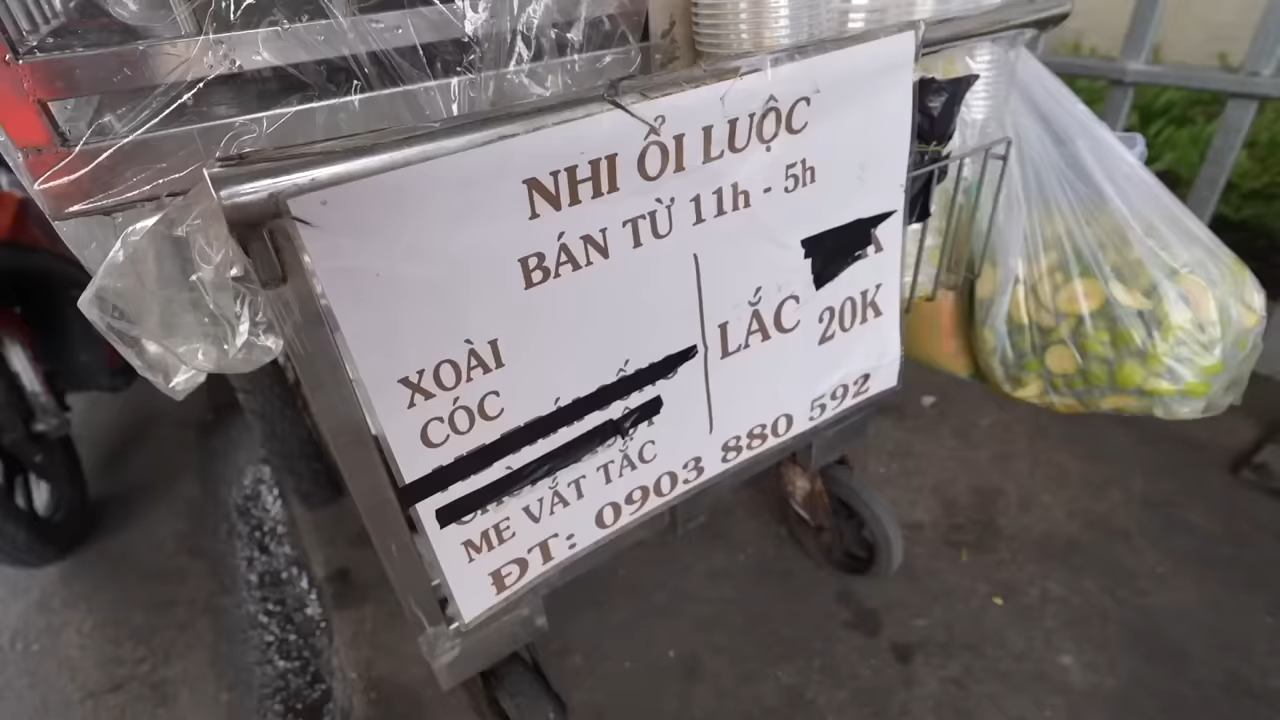 NHI ỔI LUỘC
BÁN TỪ 11h - 5h
XOÀI
CÓC
ME VẮT TẮC
LẮC
20K
ĐT: 0903 880 592